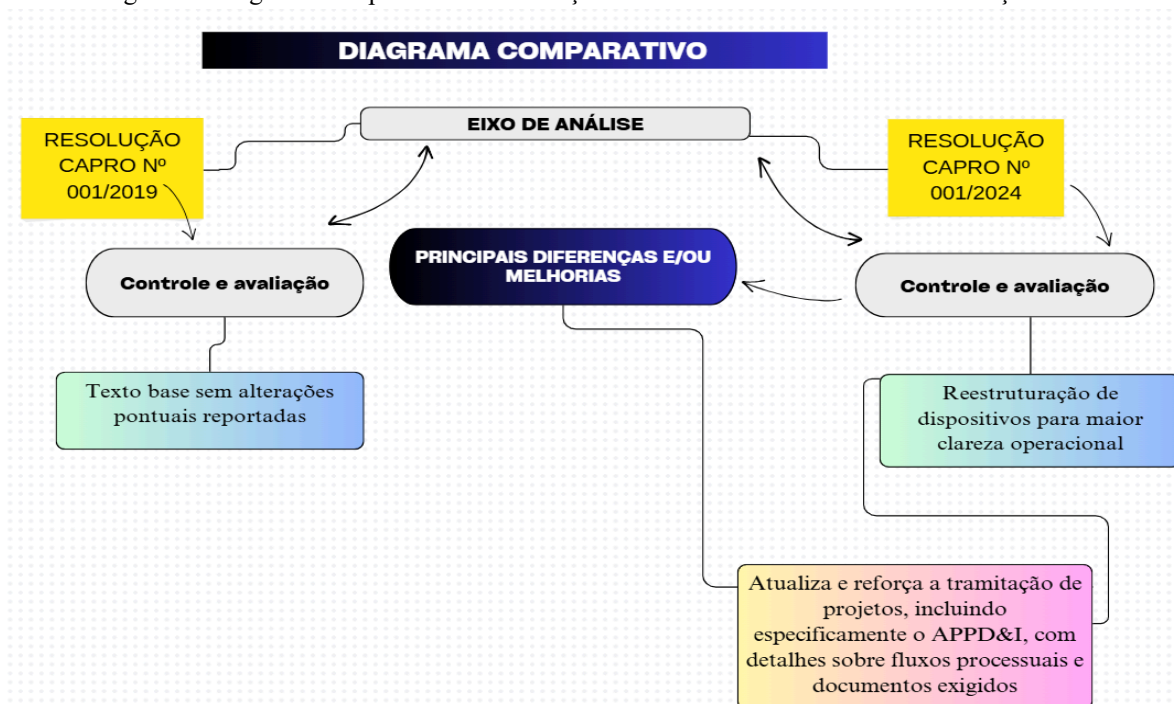 DIAGRAMA COMPARATIVO
EIXO DE ANÁLISE
RESOLUÇÃO
CAPRO Nº
001/2019
RESOLUÇÃO
CAPRO Nº
001/2024
Controle e avaliação
PRINCIPAIS DIFERENÇAS E/OU
MELHORIAS
Controle e avaliação
Texto base sem alterações
pontuais reportadas
Reestruturação de
dispositivos para maior
clareza operacional
Atualiza e reforça a tramitação de
projetos, incluindo
especificamente o APPD&I, com
detalhes sobre fluxos processuais e
documentos exigidos